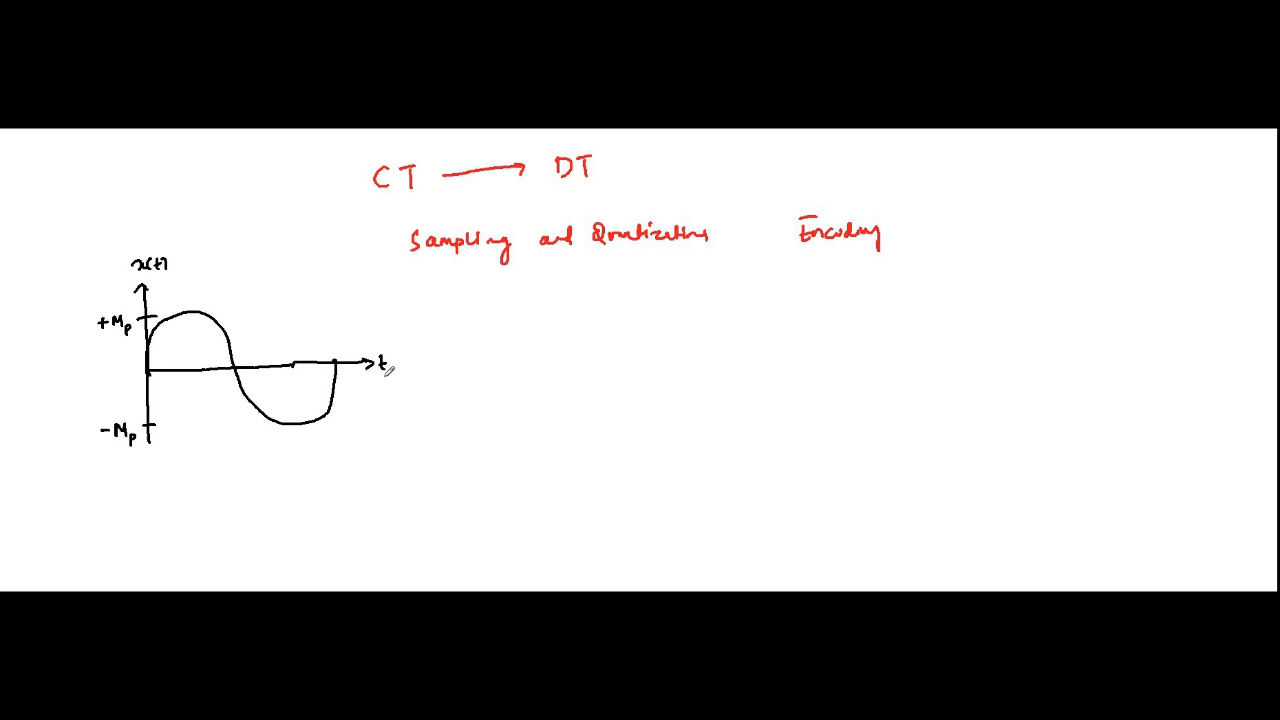 CT → DT
Sampling and Quantization Encoding
x(t)
+Mp
t
-Mp